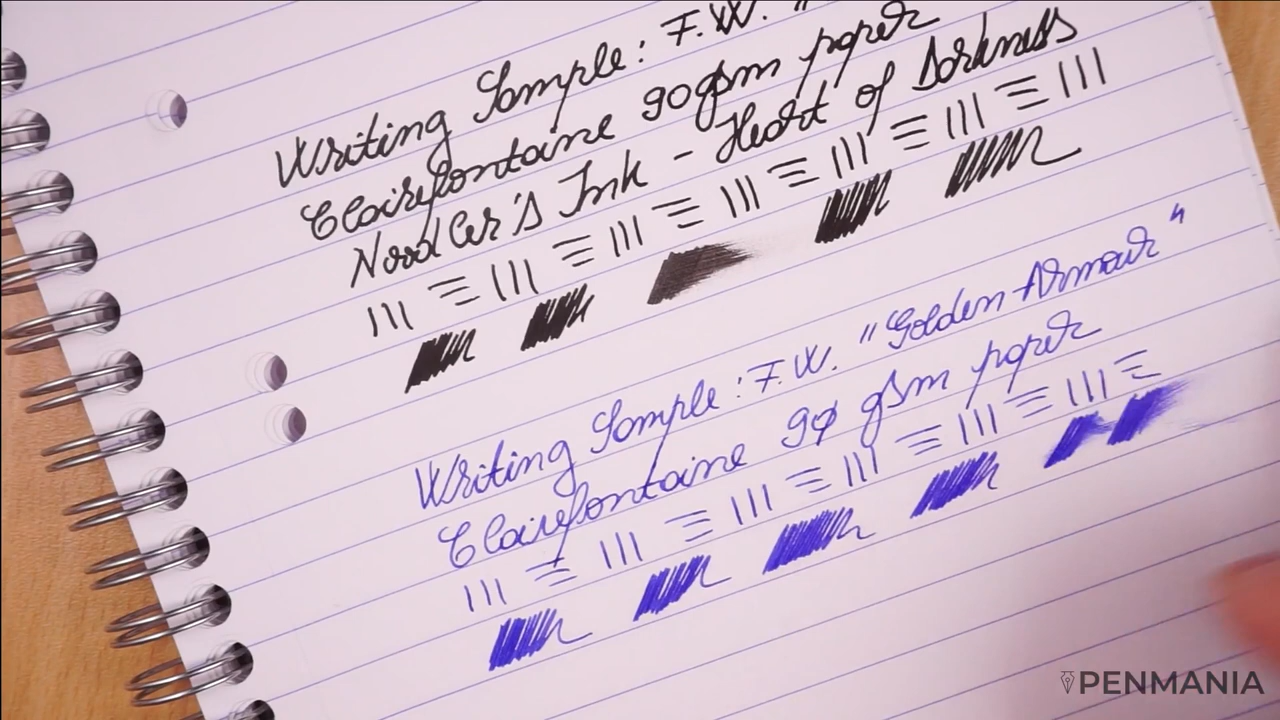 Writing Sample: F.W. "
Clairefontaine 90gsm paper
Noodler's Ink - Heart of Darkness
Writing Sample: F.W. "Golden Armour"
Clairefontaine 90 gsm paper
PENMANIA